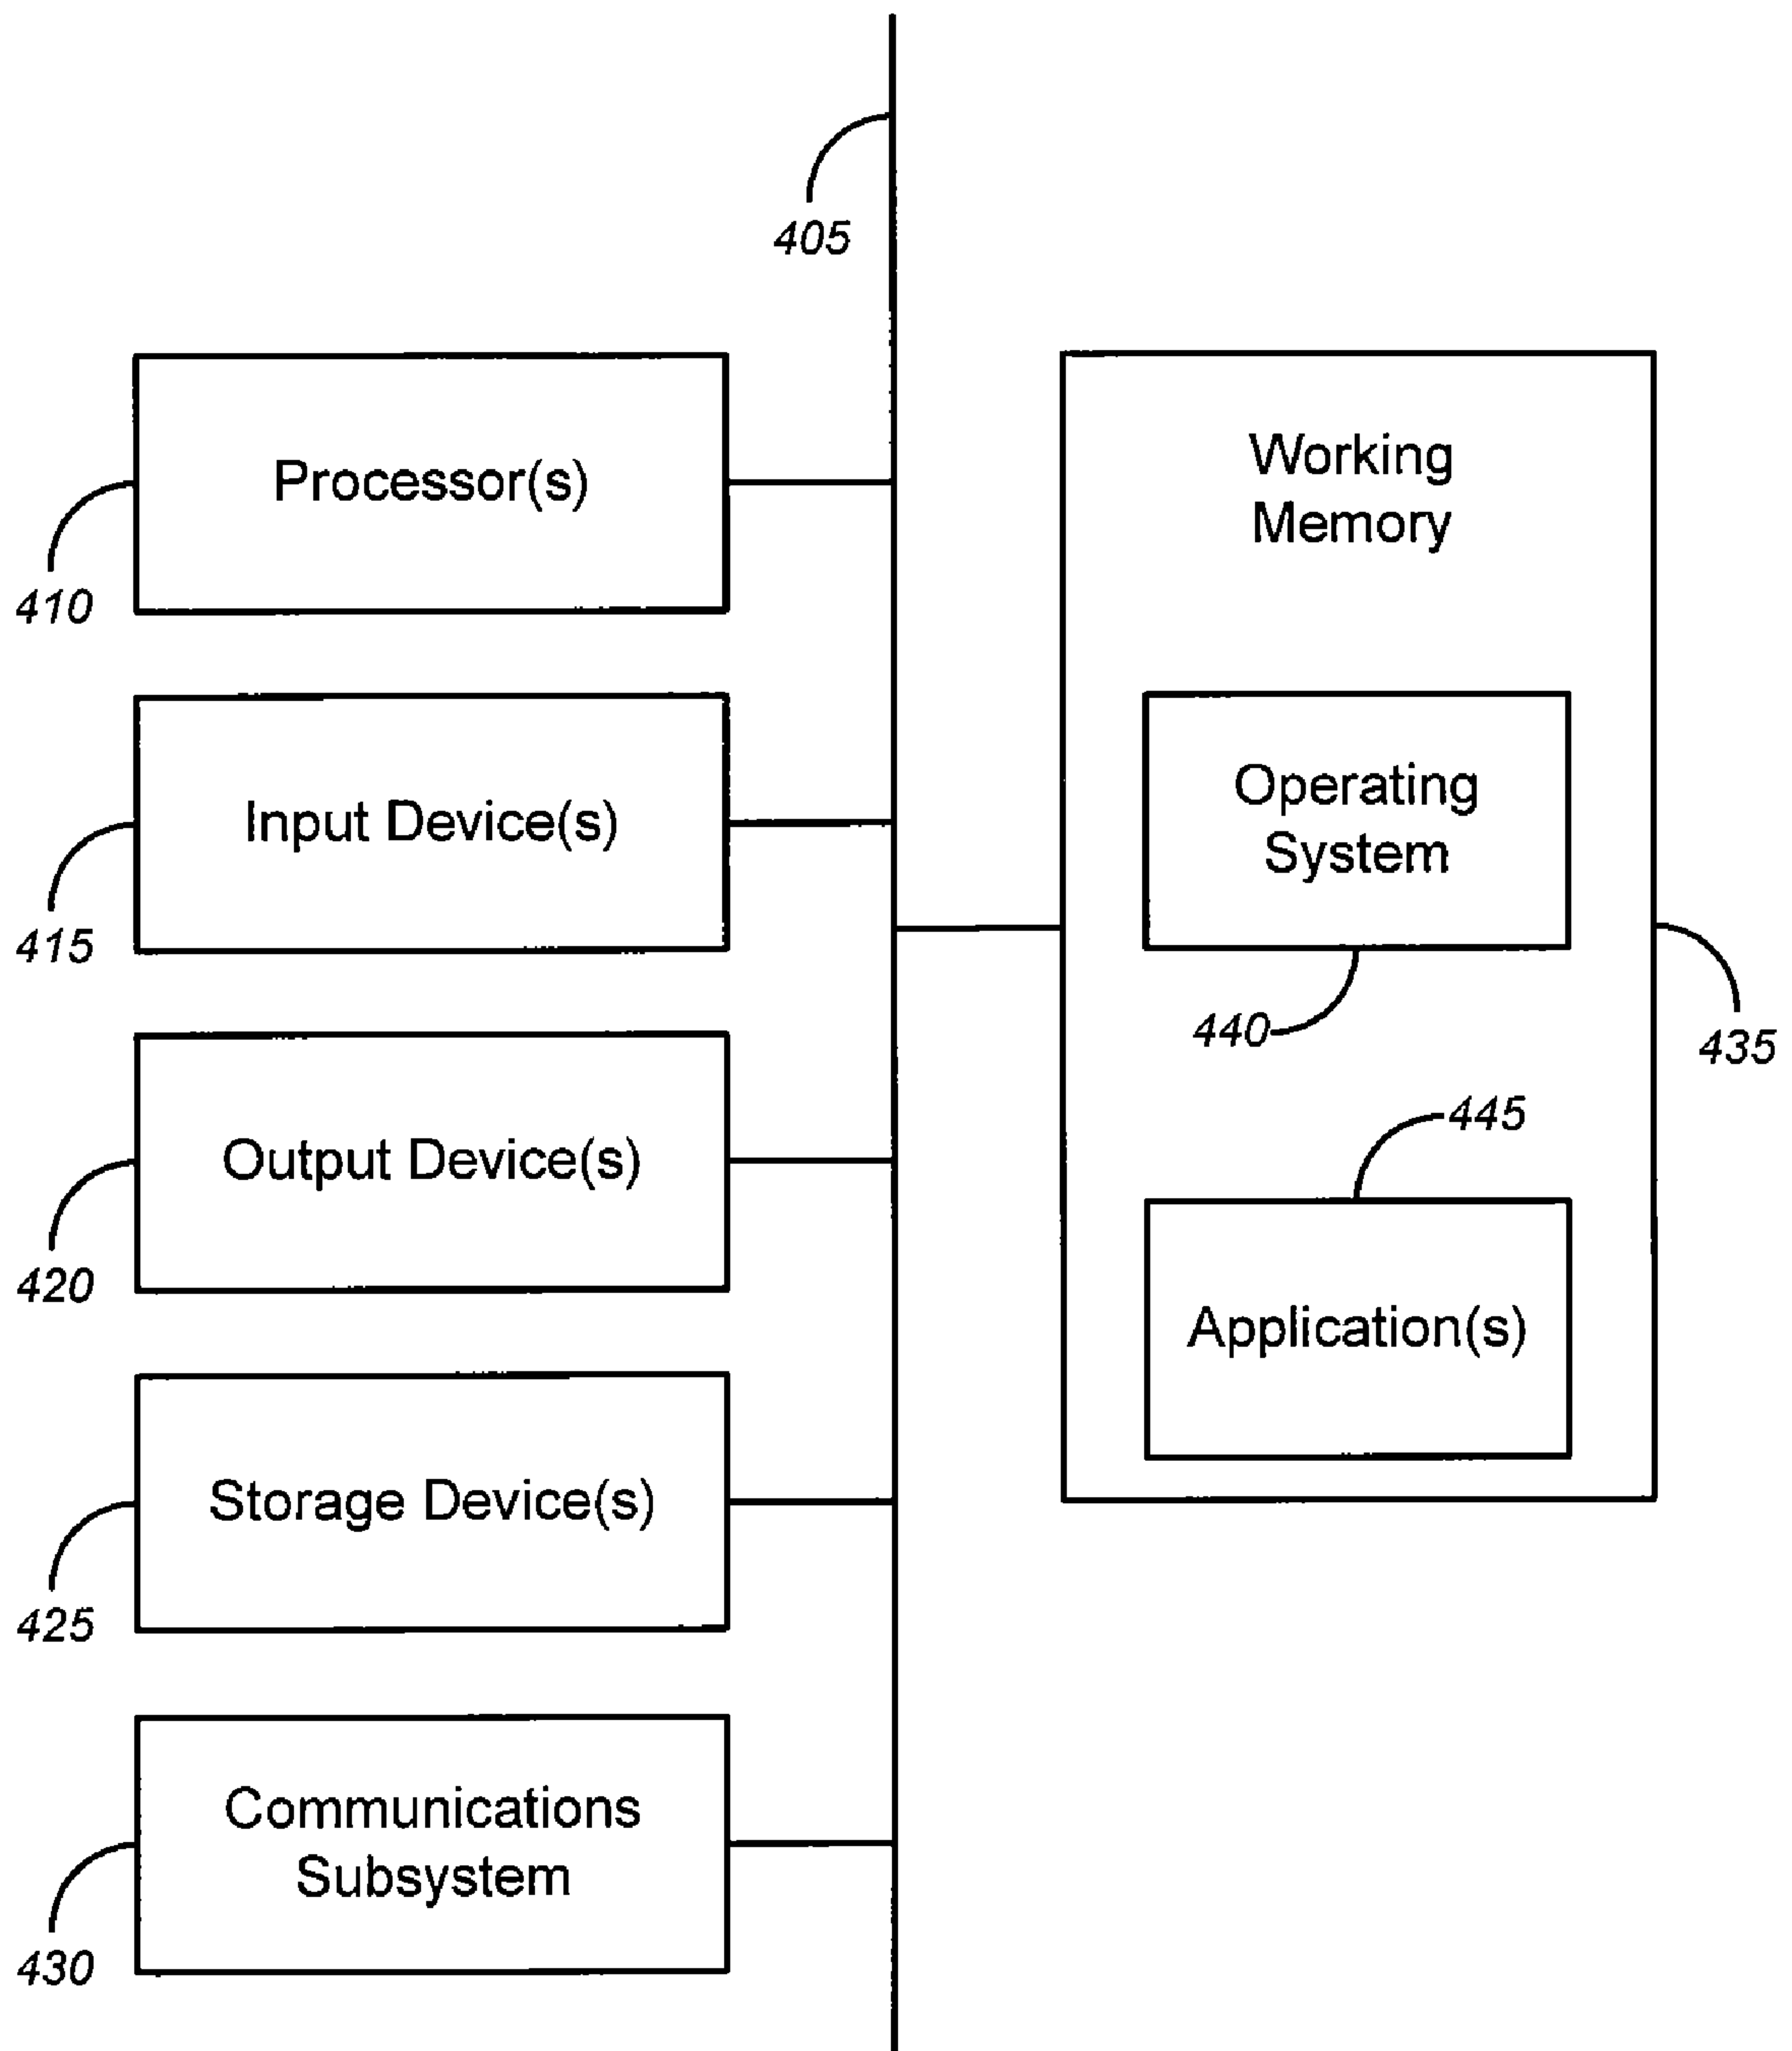 405
Processor(s)
410
Input Device(s)
415
Output Device(s)
420
Storage Device(s)
425
Communications
Subsystem
430
Working
Memory
Operating
System
440
435
445
Application(s)